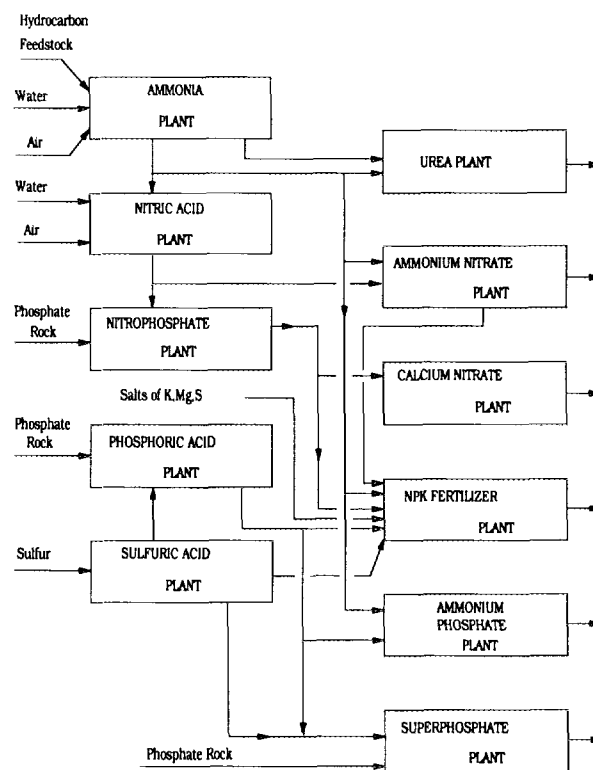 Hydrocarbon
Feedstock
Water
Air
AMMONIA
PLANT
UREA PLANT
Water
Air
NITRIC ACID
PLANT
AMMONIUM NITRATE
PLANT
Phosphate
Rock
NITROPHOSPHATE
PLANT
CALCIUM NITRATE
PLANT
Salts of K,Mg,S
Phosphate
Rock
PHOSPHORIC ACID
PLANT
NPK FERTILIZER
PLANT
Sulfur
SULFURIC ACID
PLANT
AMMONIUM
PHOSPHATE
PLANT
SUPERPHOSPHATE
PLANT
Phosphate Rock